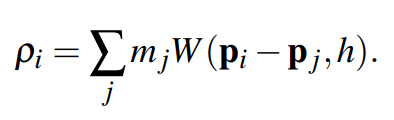 ρᵢ = ∑ⱼ mⱼW(𝐩ᵢ − 𝐩ⱼ, h).